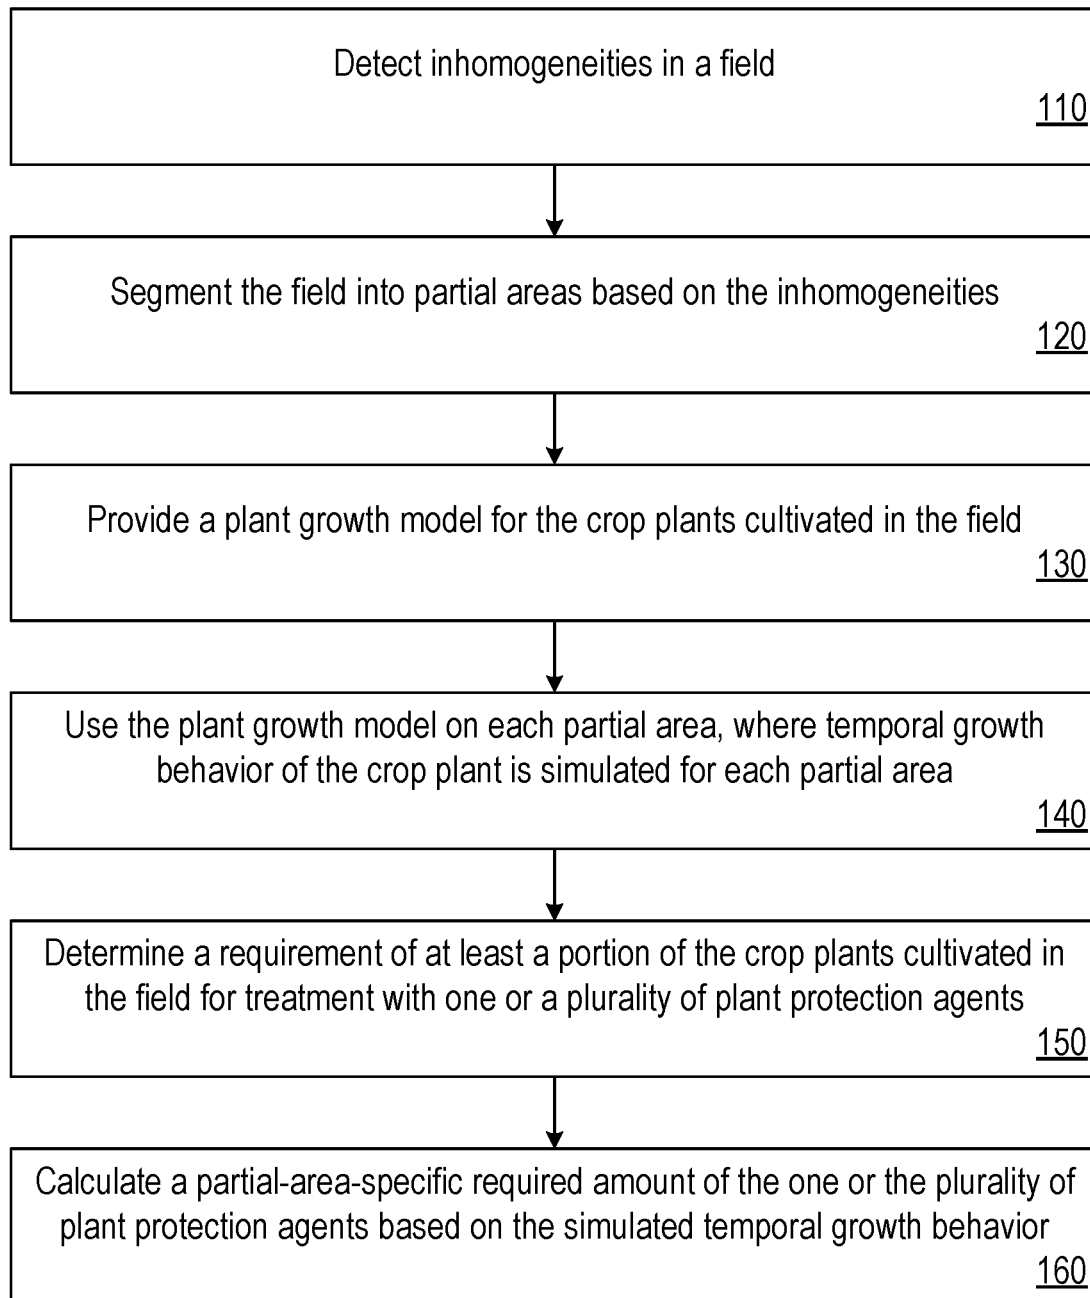 Detect inhomogeneities in a field
110
Segment the field into partial areas based on the inhomogeneities
120
Provide a plant growth model for the crop plants cultivated in the field
130
Use the plant growth model on each partial area, where temporal growth
behavior of the crop plant is simulated for each partial area
140
Determine a requirement of at least a portion of the crop plants cultivated in
the field for treatment with one or a plurality of plant protection agents
150
Calculate a partial-area-specific required amount of the one or the plurality of
plant protection agents based on the simulated temporal growth behavior
160